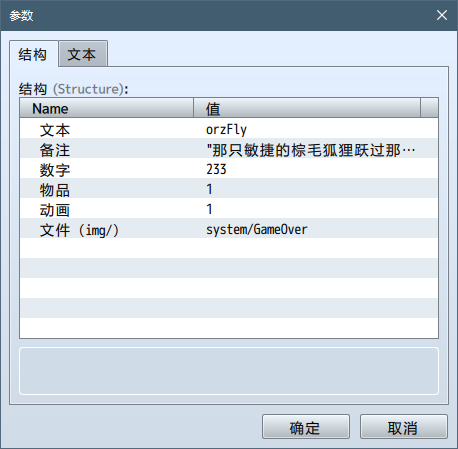 参数
结构 文本
结构 (Structure):
Name 值
文本 orzFly
备注 "那只敏捷的棕毛狐狸跃过那…
数字 233
物品 1
动画 1
文件 (img/) system/GameOver
确定 取消